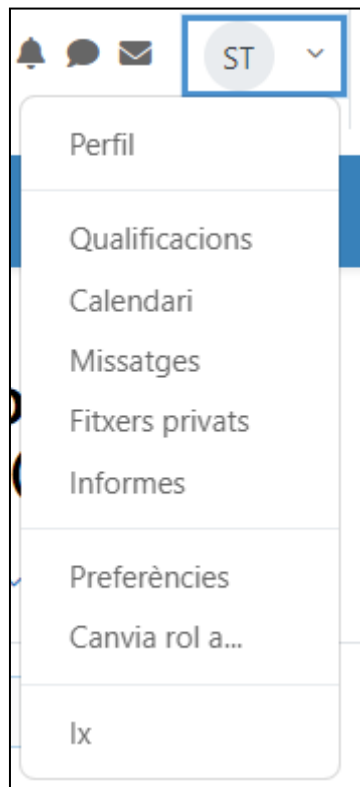 ST
Perfil
Qualificacions
Calendari
Missatges
Fitxers privats
Informes
Preferències
Canvia rol a...
Ix